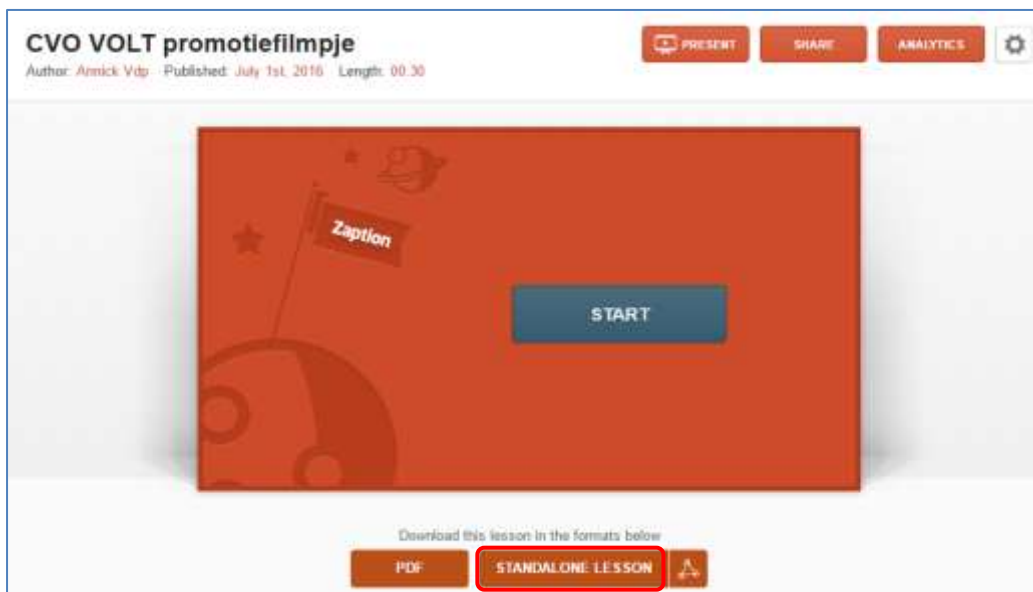 CVO VOLT promotiefilmpje
PRESENT
SHARE
ANALYTICS
Author: Annick Vdp Published: July 1st, 2016 Length: 00:30
Zaption
START
Download this lesson in the formats below
PDF
STANDALONE LESSON